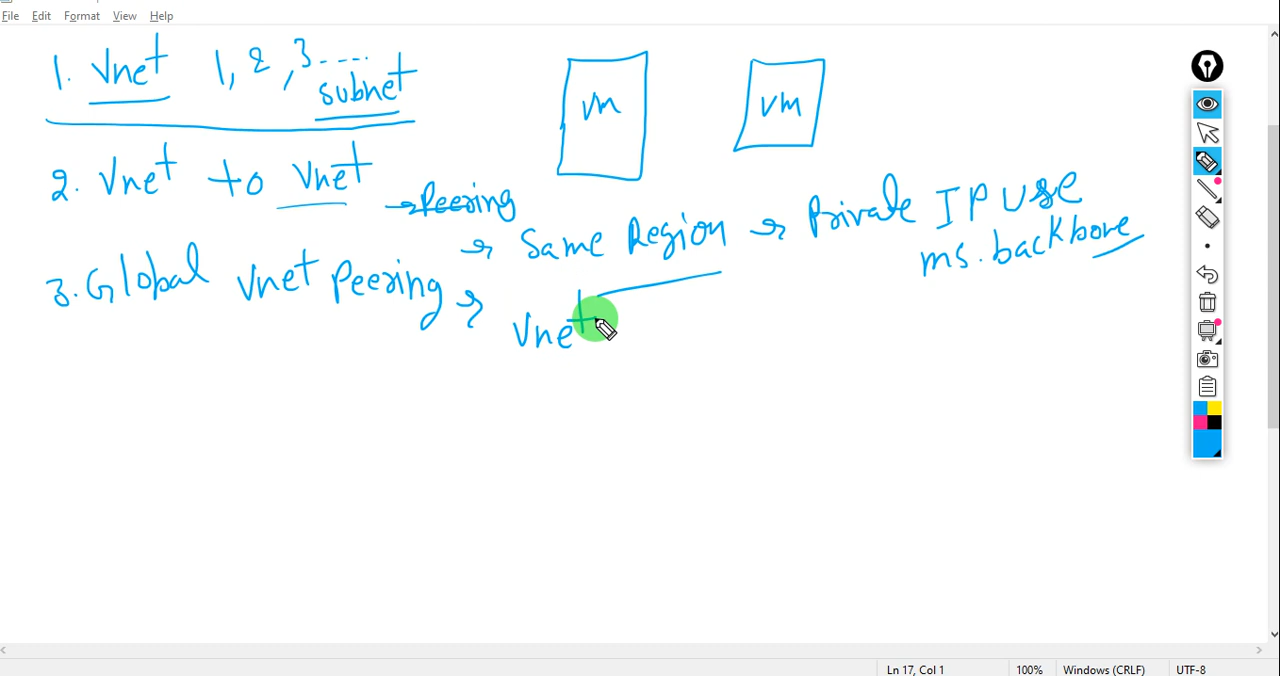 File Edit Format View Help
1. Vnet 1, 2, 3.....
subnet
VM
VM
2. Vnet to Vnet → Peering
→ Same Region → Private IP USE
ms. backbone
3. Global Vnet Peering →
Vnet
Ln 17, Col 1 100% Windows (CRLF) UTF-8